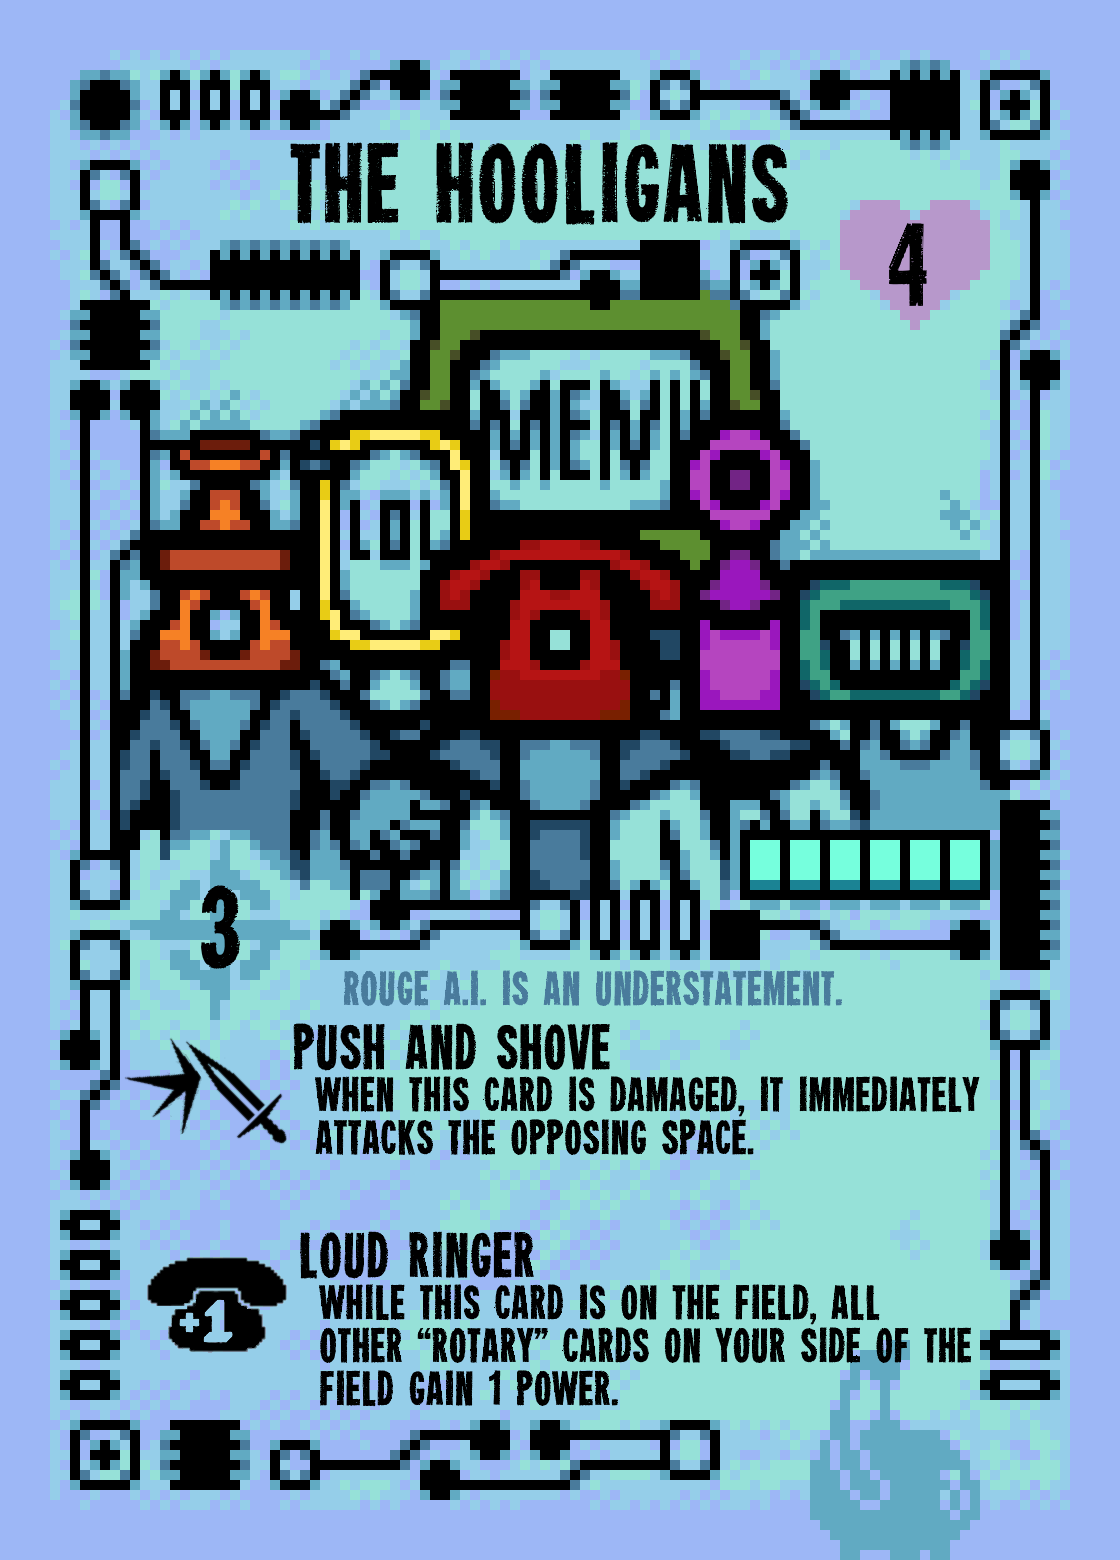 THE HOOLIGANS
4
MENU
LOL
3
ROUGE A.I. IS AN UNDERSTATEMENT.
PUSH AND SHOVE
WHEN THIS CARD IS DAMAGED, IT IMMEDIATELY
ATTACKS THE OPPOSING SPACE.
LOUD RINGER
+1
WHILE THIS CARD IS ON THE FIELD, ALL
OTHER “ROTARY” CARDS ON YOUR SIDE OF THE
FIELD GAIN 1 POWER.